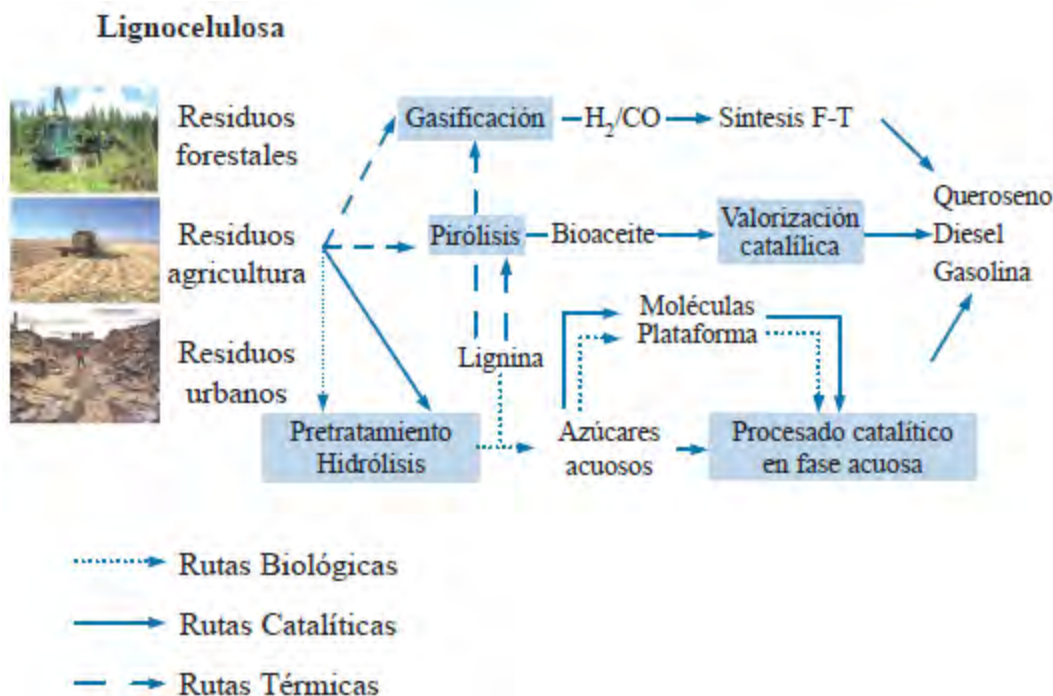 Lignocelulosa
Residuos
forestales
Gasificación
H₂/CO
Síntesis F-T
Residuos
agricultura
Pirólisis
Bioaceite
Valorización
catalílica
Queroseno
Diesel
Gasolina
Residuos
urbanos
Lignina
Moléculas
Plataforma
Pretratamiento
Hidrólisis
Azúcares
acuosos
Procesado catalítico
en fase acuosa
Rutas Biológicas
Rutas Catalíticas
Rutas Térmicas